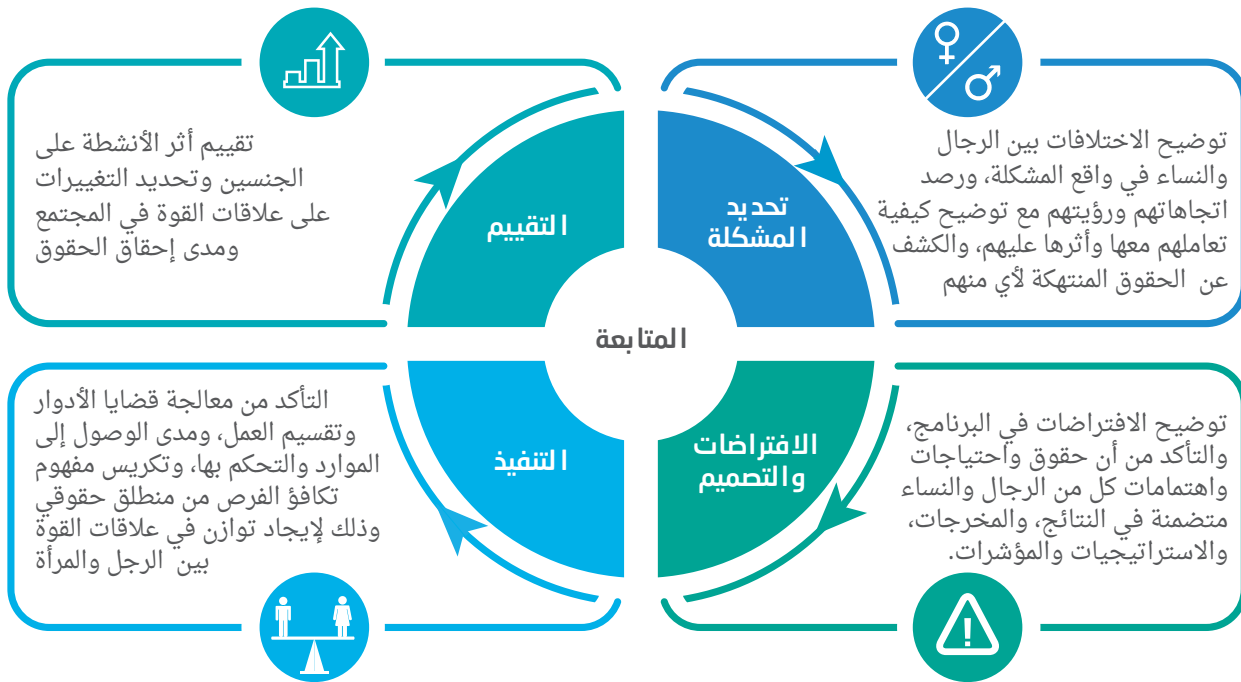 تحديد
المشكلة
توضيح الاختلافات بين الرجال
والنساء في واقع المشكلة، ورصد
اتجاهاتهم ورؤيتهم مع توضيح كيفية
تعاملهم معها وأثرها عليهم، والكشف
عن الحقوق المنتهكة لأي منهم
الافتراضات
والتصميم
توضيح الافتراضات في البرنامج،
والتأكد من أن حقوق واحتياجات
واهتمامات كل من الرجال والنساء
متضمنة في النتائج، والمخرجات،
والاستراتيجيات والمؤشرات.
التنفيذ
التأكد من معالجة قضايا الأدوار
وتقسيم العمل، ومدى الوصول إلى
الموارد والتحكم بها، وتكريس مفهوم
تكافؤ الفرص من منطلق حقوقي
وذلك لإيجاد توازن في علاقات القوة
بين الرجل والمرأة
التقييم
تقييم أثر الأنشطة على
الجنسين وتحديد التغييرات
على علاقات القوة في المجتمع
ومدى إحقاق الحقوق
المتابعة